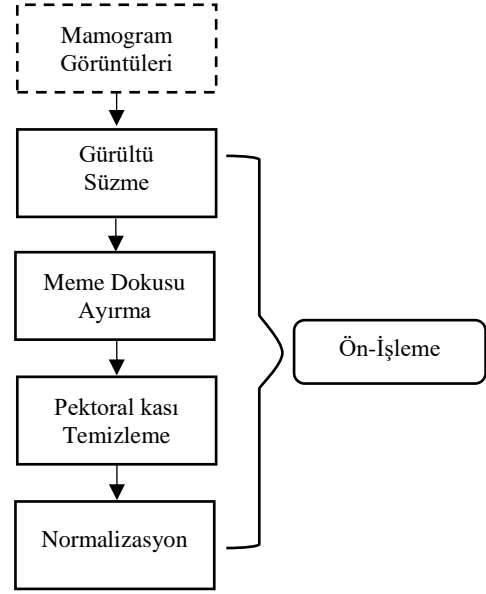 Mamogram
Görüntüleri
Gürültü
Süzme
Meme Dokusu
Ayırma
Ön-İşleme
Pektoral kası
Temizleme
Normalizasyon